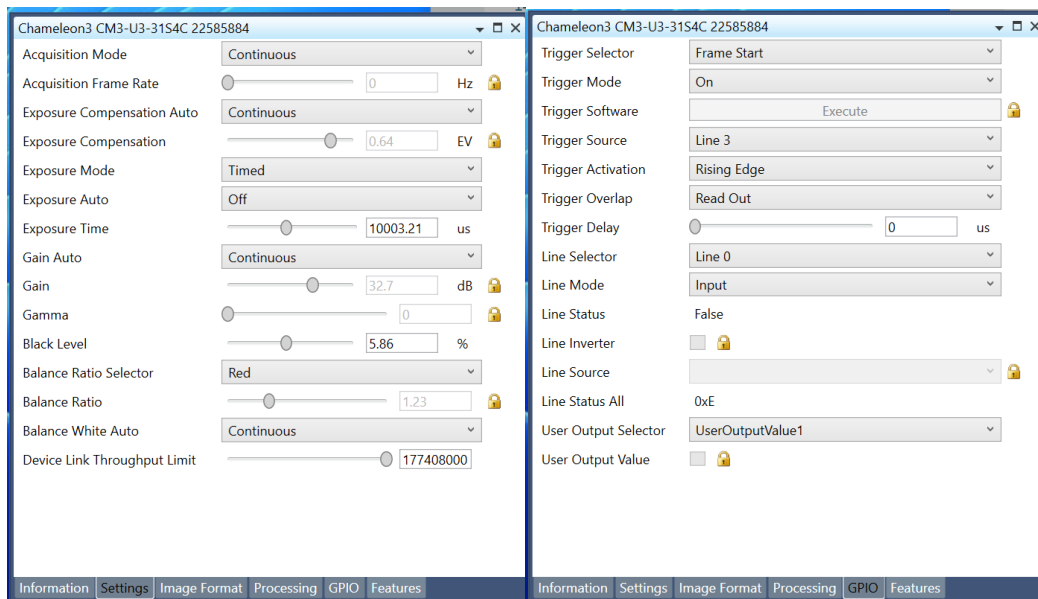 Chameleon3 CM3-U3-31S4C 22585884
Acquisition Mode Continuous
Acquisition Frame Rate 0 Hz
Exposure Compensation Auto Continuous
Exposure Compensation 0.64 EV
Exposure Mode Timed
Exposure Auto Off
Exposure Time 10003.21 us
Gain Auto Continuous
Gain 32.7 dB
Gamma 0
Black Level 5.86 %
Balance Ratio Selector Red
Balance Ratio 1.23
Balance White Auto Continuous
Device Link Throughput Limit 177408000
Information Settings Image Format Processing GPIO Features
Chameleon3 CM3-U3-31S4C 22585884
Trigger Selector Frame Start
Trigger Mode On
Trigger Software Execute
Trigger Source Line 3
Trigger Activation Rising Edge
Trigger Overlap Read Out
Trigger Delay 0 us
Line Selector Line 0
Line Mode Input
Line Status False
Line Inverter
Line Source
Line Status All 0xE
User Output Selector UserOutputValue1
User Output Value
Information Settings Image Format Processing GPIO Features